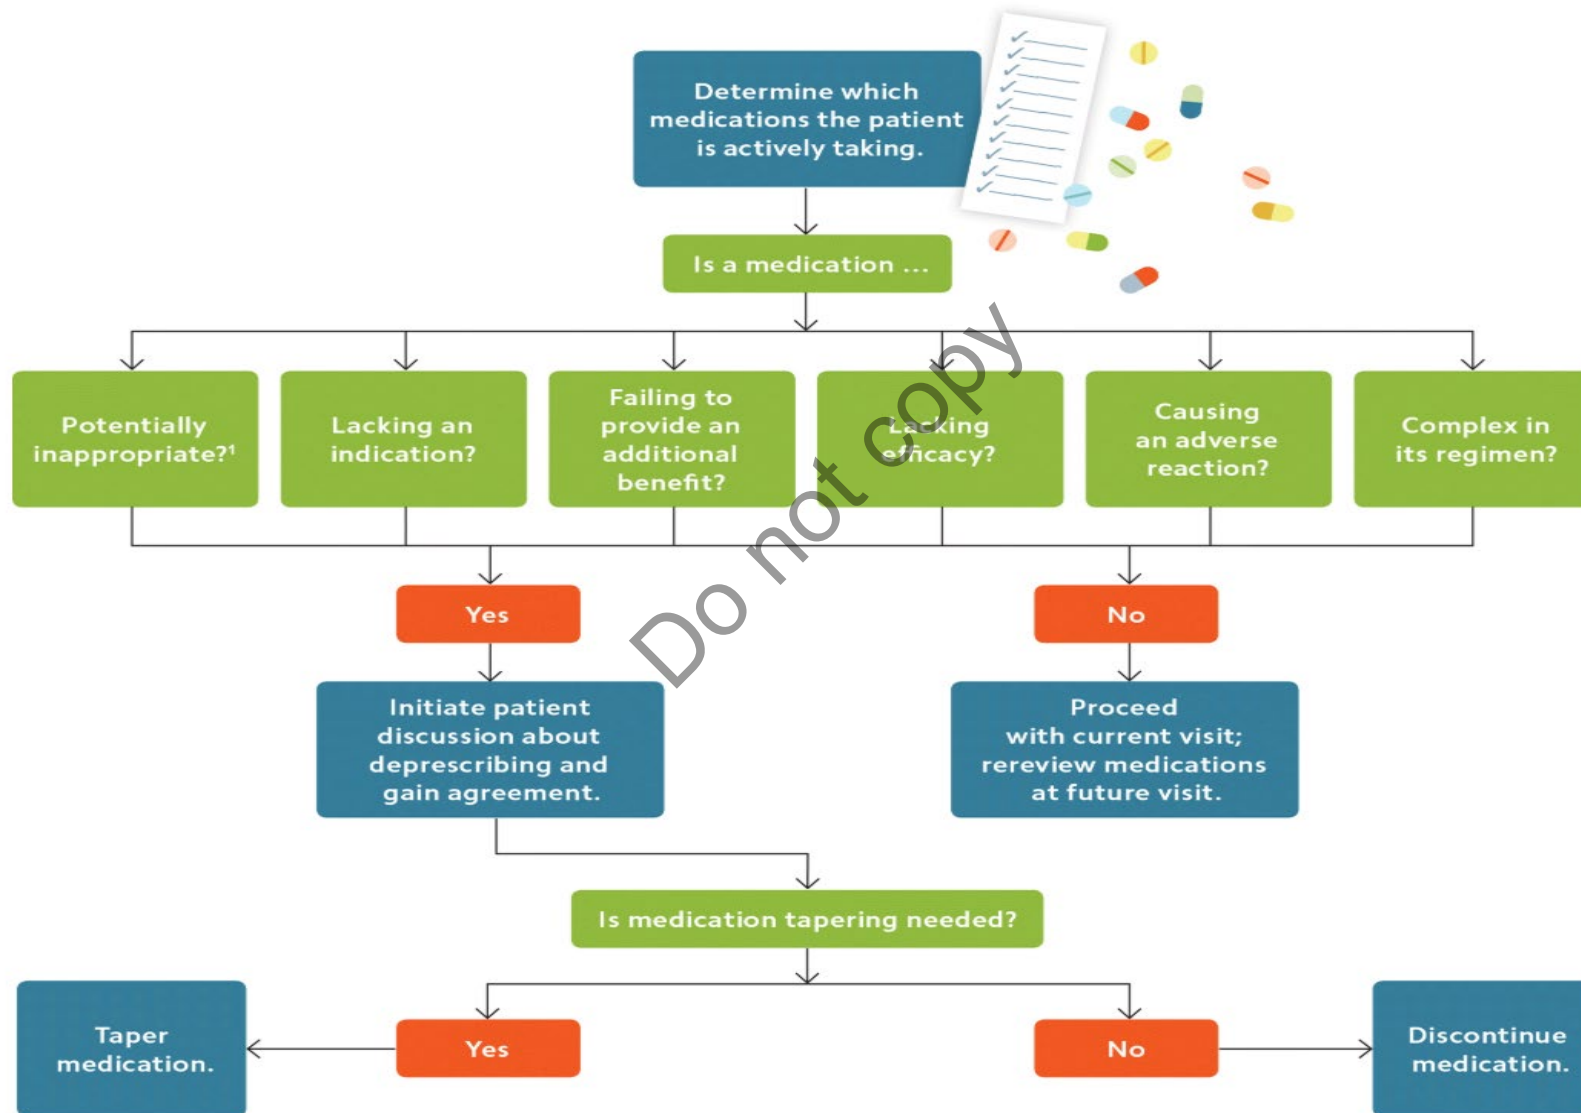 Determine which
medications the patient
is actively taking.
Is a medication ...
Potentially
inappropriate?¹
Lacking an
indication?
Failing to
provide an
additional
benefit?
Lacking
efficacy?
Causing
an adverse
reaction?
Complex in
its regimen?
Do not copy
Yes
No
Initiate patient
discussion about
deprescribing and
gain agreement.
Proceed
with current visit;
rereview medications
at future visit.
Is medication tapering needed?
Taper
medication.
Yes
No
Discontinue
medication.